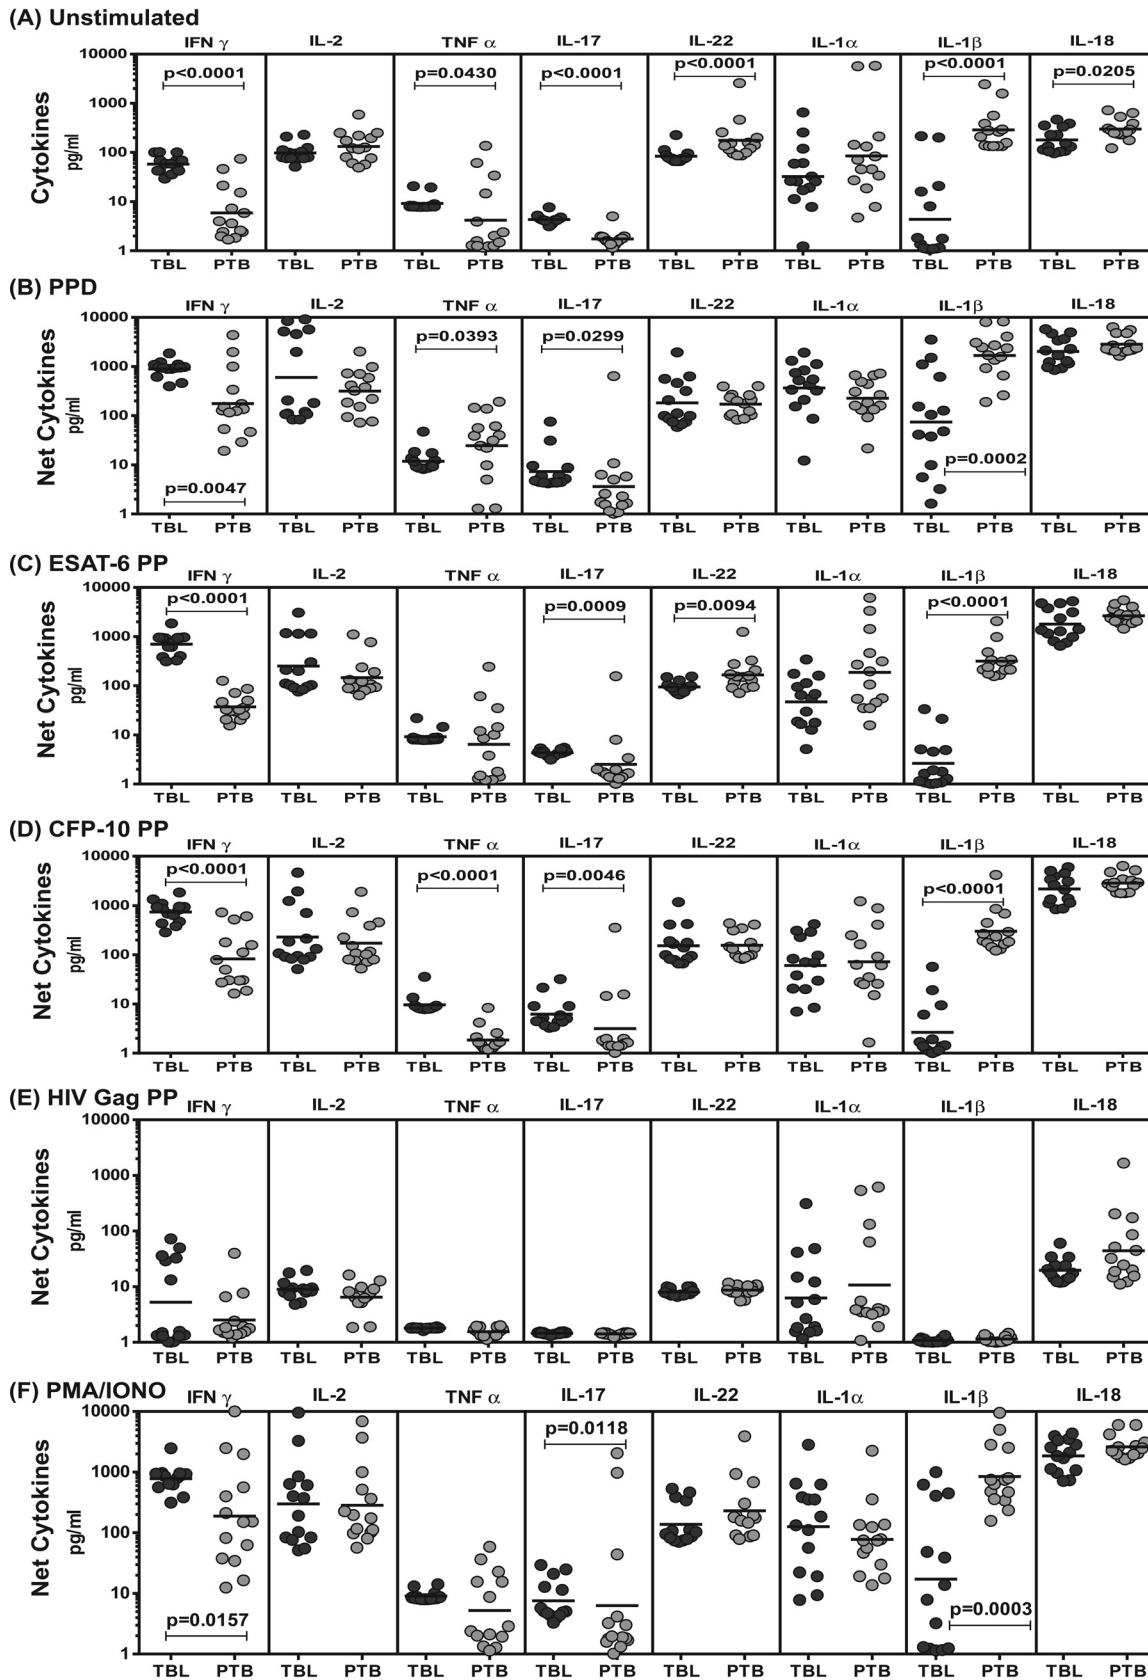 (A) Unstimulated
IFN γ IL-2 TNF α IL-17 IL-22 IL-1α IL-1β IL-18
Cytokines
pg/ml
10000
1000
100
10
1
p<0.0001 p=0.0430 p<0.0001 p<0.0001 p<0.0001 p=0.0205
TBL PTB TBL PTB TBL PTB TBL PTB TBL PTB TBL PTB TBL PTB TBL PTB
(B) PPD
IFN γ IL-2 TNF α IL-17 IL-22 IL-1α IL-1β IL-18
Net Cytokines
pg/ml
10000
1000
100
10
1
p=0.0047 p=0.0393 p=0.0299 p=0.0002
TBL PTB TBL PTB TBL PTB TBL PTB TBL PTB TBL PTB TBL PTB TBL PTB
(C) ESAT-6 PP
IFN γ IL-2 TNF α IL-17 IL-22 IL-1α IL-1β IL-18
Net Cytokines
pg/ml
10000
1000
100
10
1
p<0.0001 p=0.0009 p=0.0094 p<0.0001
TBL PTB TBL PTB TBL PTB TBL PTB TBL PTB TBL PTB TBL PTB TBL PTB
(D) CFP-10 PP
IFN γ IL-2 TNF α IL-17 IL-22 IL-1α IL-1β IL-18
Net Cytokines
pg/ml
10000
1000
100
10
1
p<0.0001 p<0.0001 p=0.0046 p<0.0001
TBL PTB TBL PTB TBL PTB TBL PTB TBL PTB TBL PTB TBL PTB TBL PTB
(E) HIV Gag PP
IFN γ IL-2 TNF α IL-17 IL-22 IL-1α IL-1β IL-18
Net Cytokines
pg/ml
10000
1000
100
10
1
TBL PTB TBL PTB TBL PTB TBL PTB TBL PTB TBL PTB TBL PTB TBL PTB
(F) PMA/IONO
IFN γ IL-2 TNF α IL-17 IL-22 IL-1α IL-1β IL-18
Net Cytokines
pg/ml
10000
1000
100
10
1
p=0.0157 p=0.0118 p=0.0003
TBL PTB TBL PTB TBL PTB TBL PTB TBL PTB TBL PTB TBL PTB TBL PTB